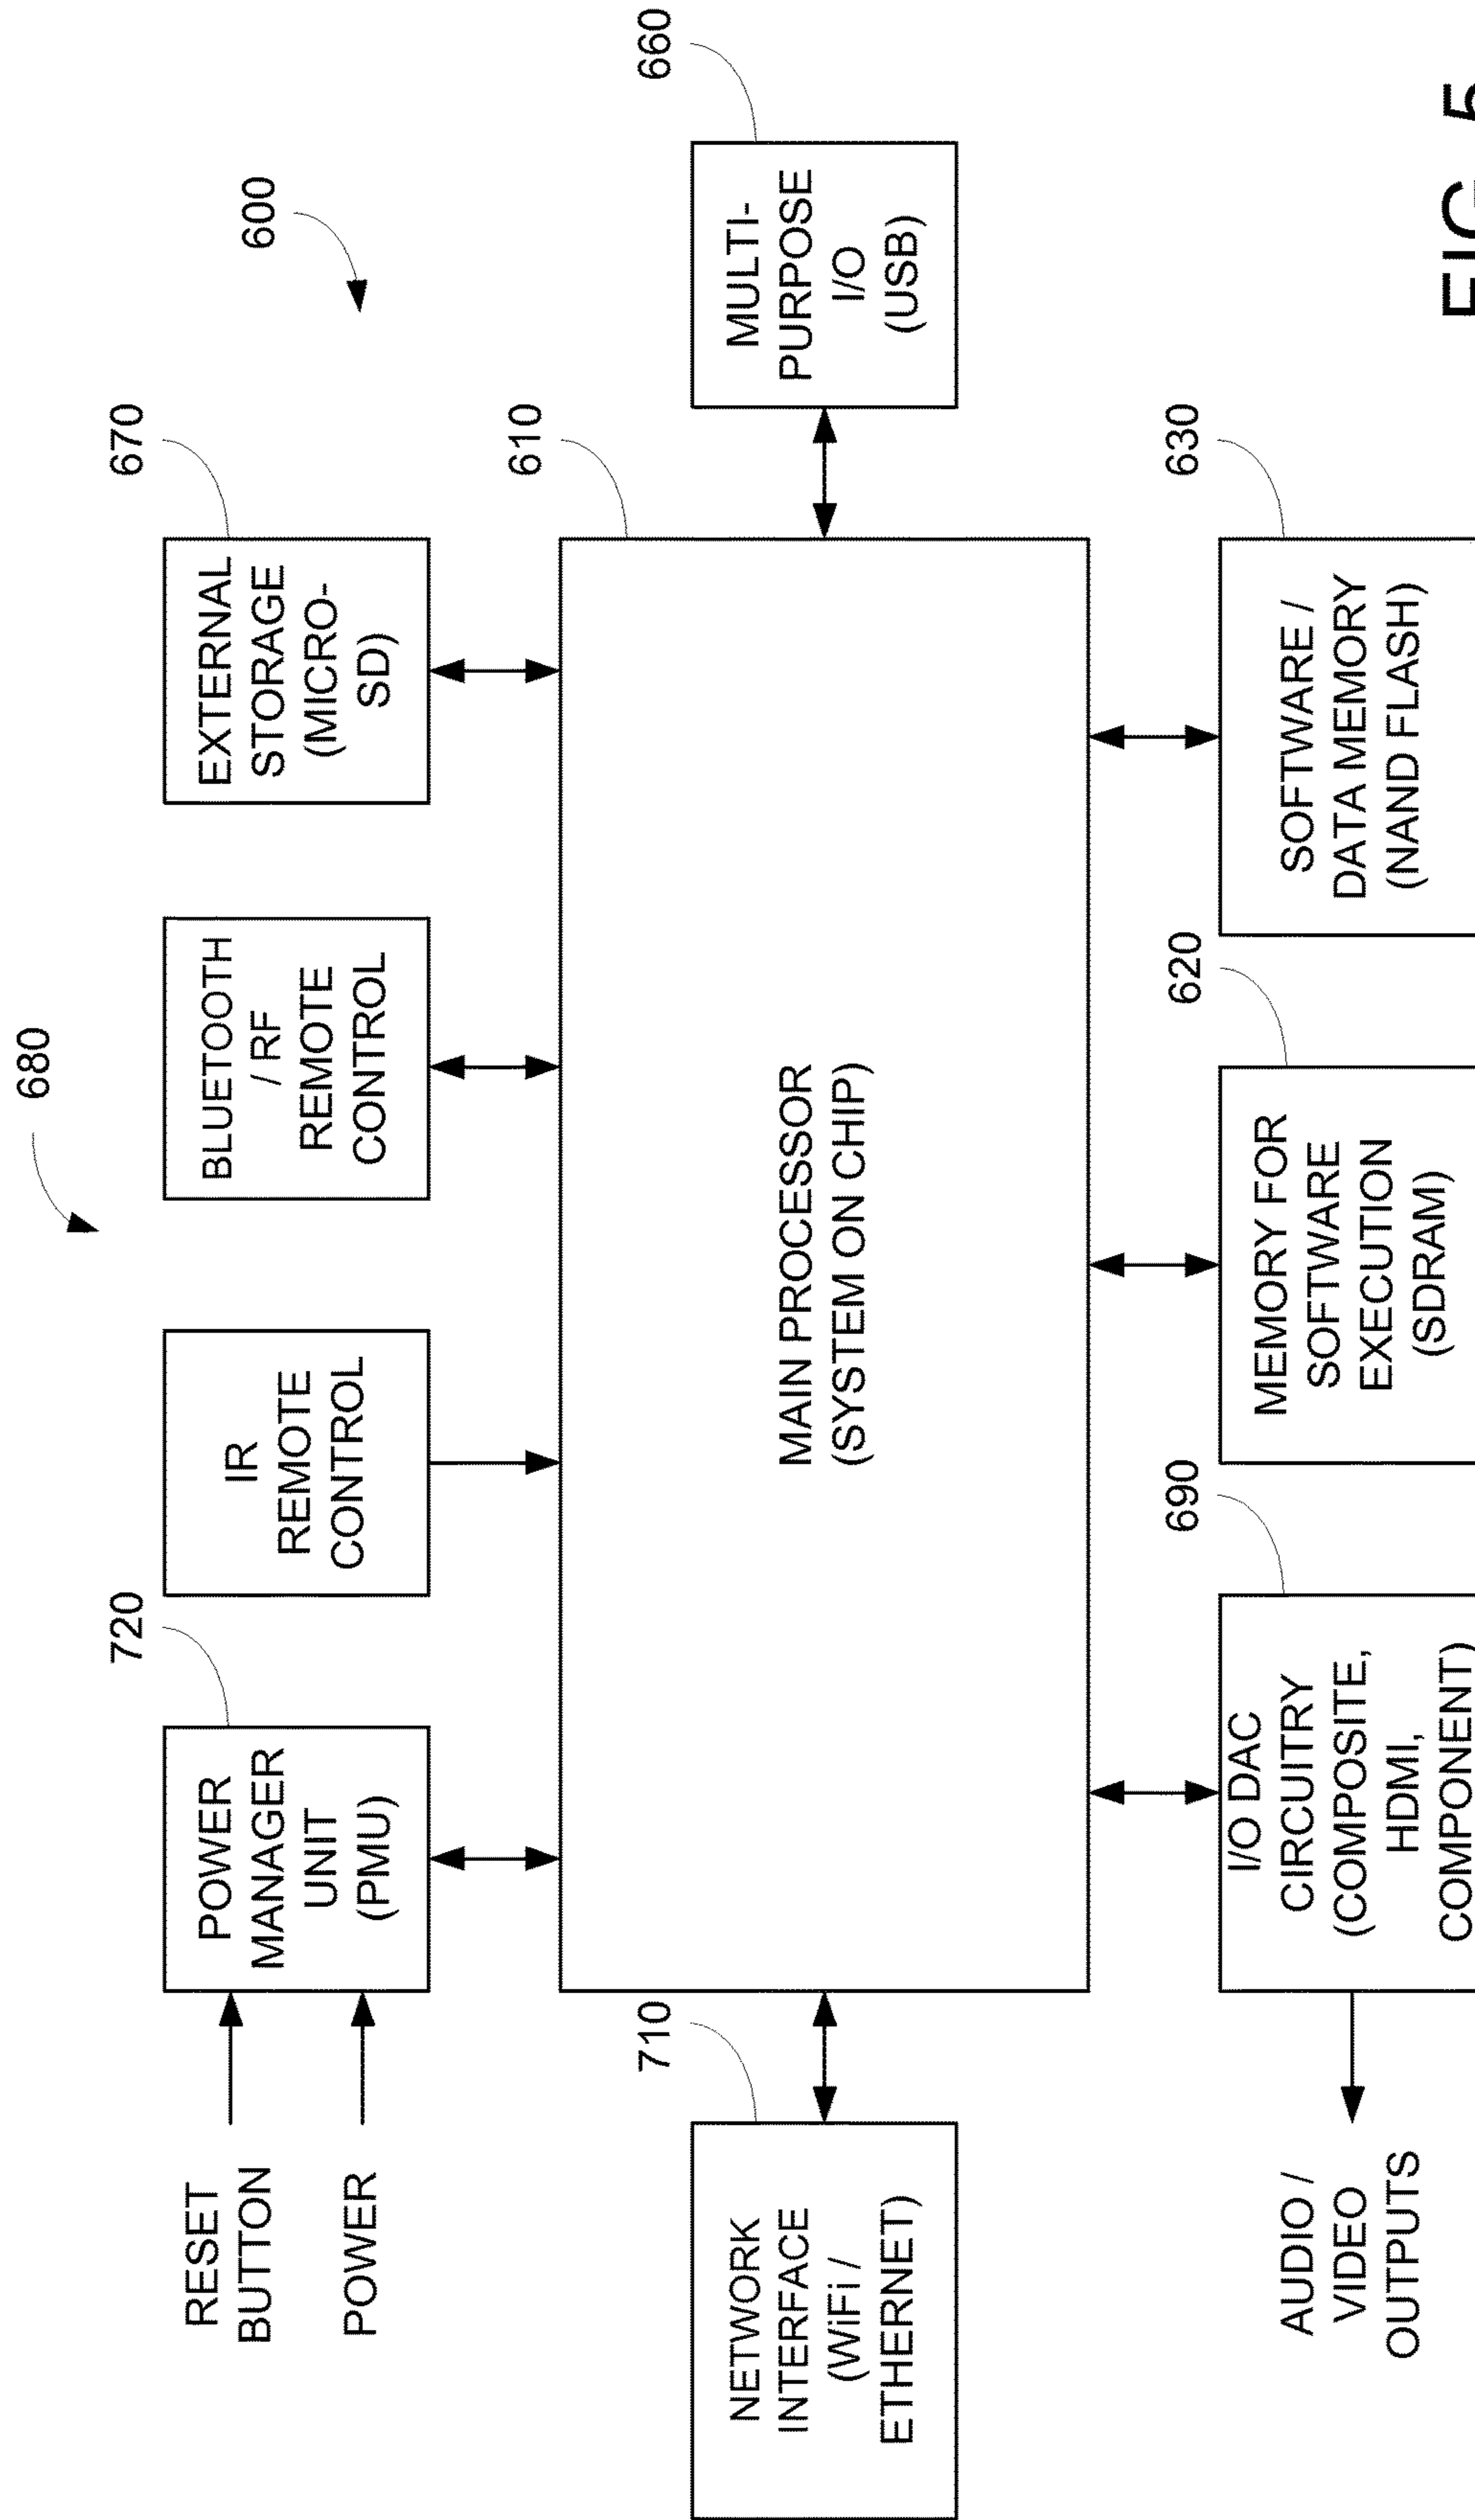 680
720
670
600
RESET
BUTTON
POWER
POWER
MANAGER
UNIT
(PMU)
IR
REMOTE
CONTROL
BLUETOOTH
/ RF
REMOTE
CONTROL
EXTERNAL
STORAGE
(MICRO-
SD)
710
610
660
NETWORK
INTERFACE
(WiFi /
ETHERNET)
MAIN PROCESSOR
(SYSTEM ON CHIP)
MULTI-
PURPOSE
I/O
(USB)
690
620
630
AUDIO /
VIDEO
OUTPUTS
I/O DAC
CIRCUITRY
(COMPOSITE,
HDMI,
COMPONENT)
MEMORY FOR
SOFTWARE
EXECUTION
(SDRAM)
SOFTWARE /
DATA MEMORY
(NAND FLASH)
FIG 5